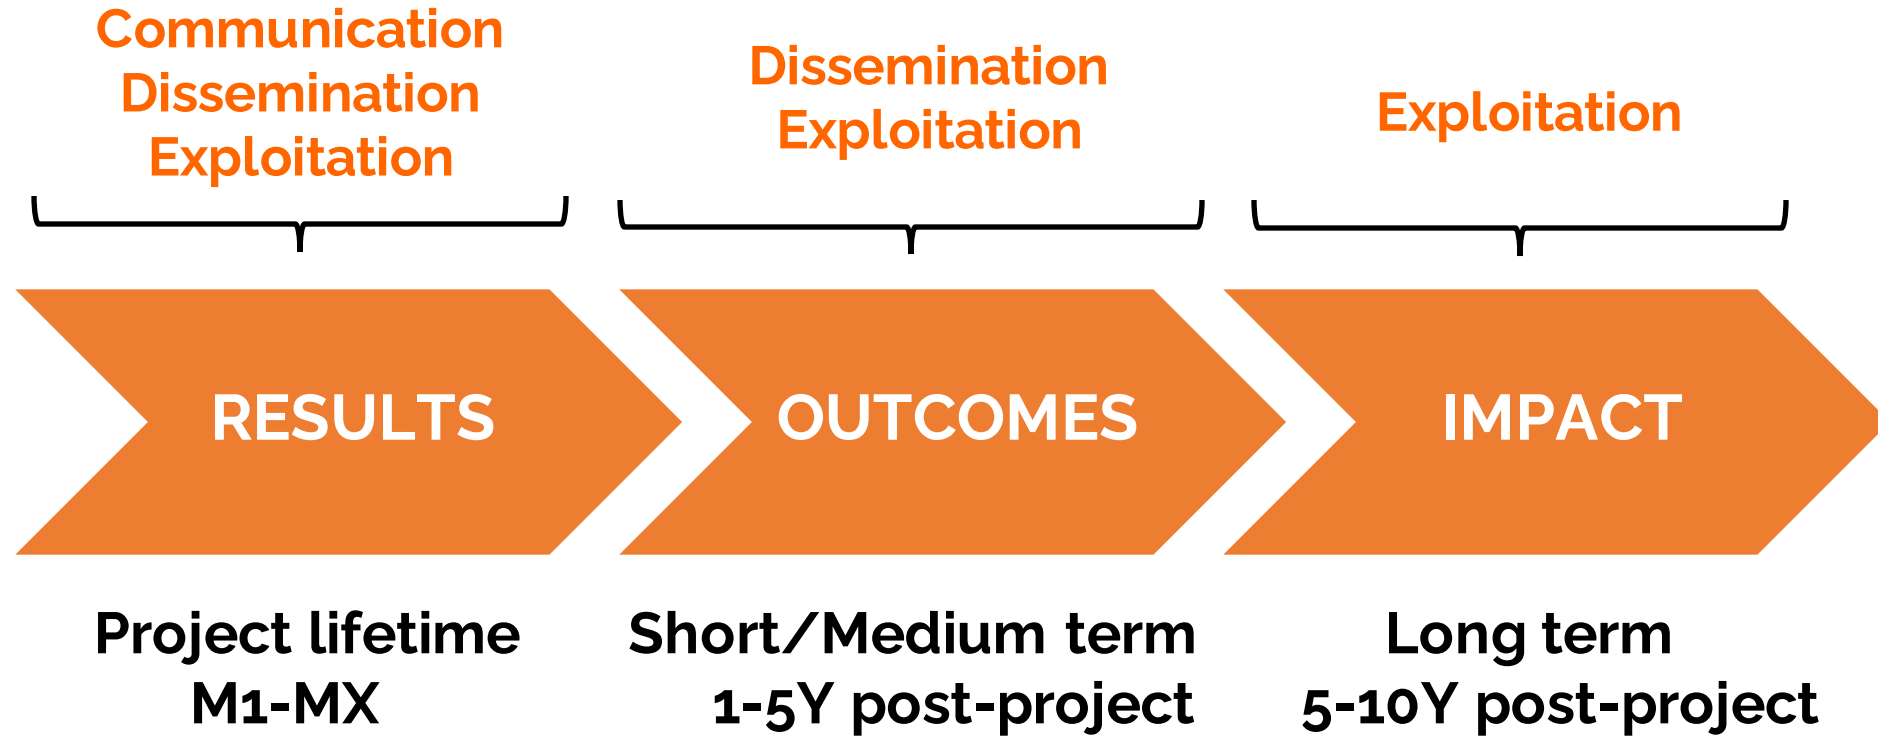 Communication
Dissemination
Exploitation
Dissemination
Exploitation
Exploitation
RESULTS
OUTCOMES
IMPACT
Project lifetime
M1-MX
Short/Medium term
1-5Y post-project
Long term
5-10Y post-project